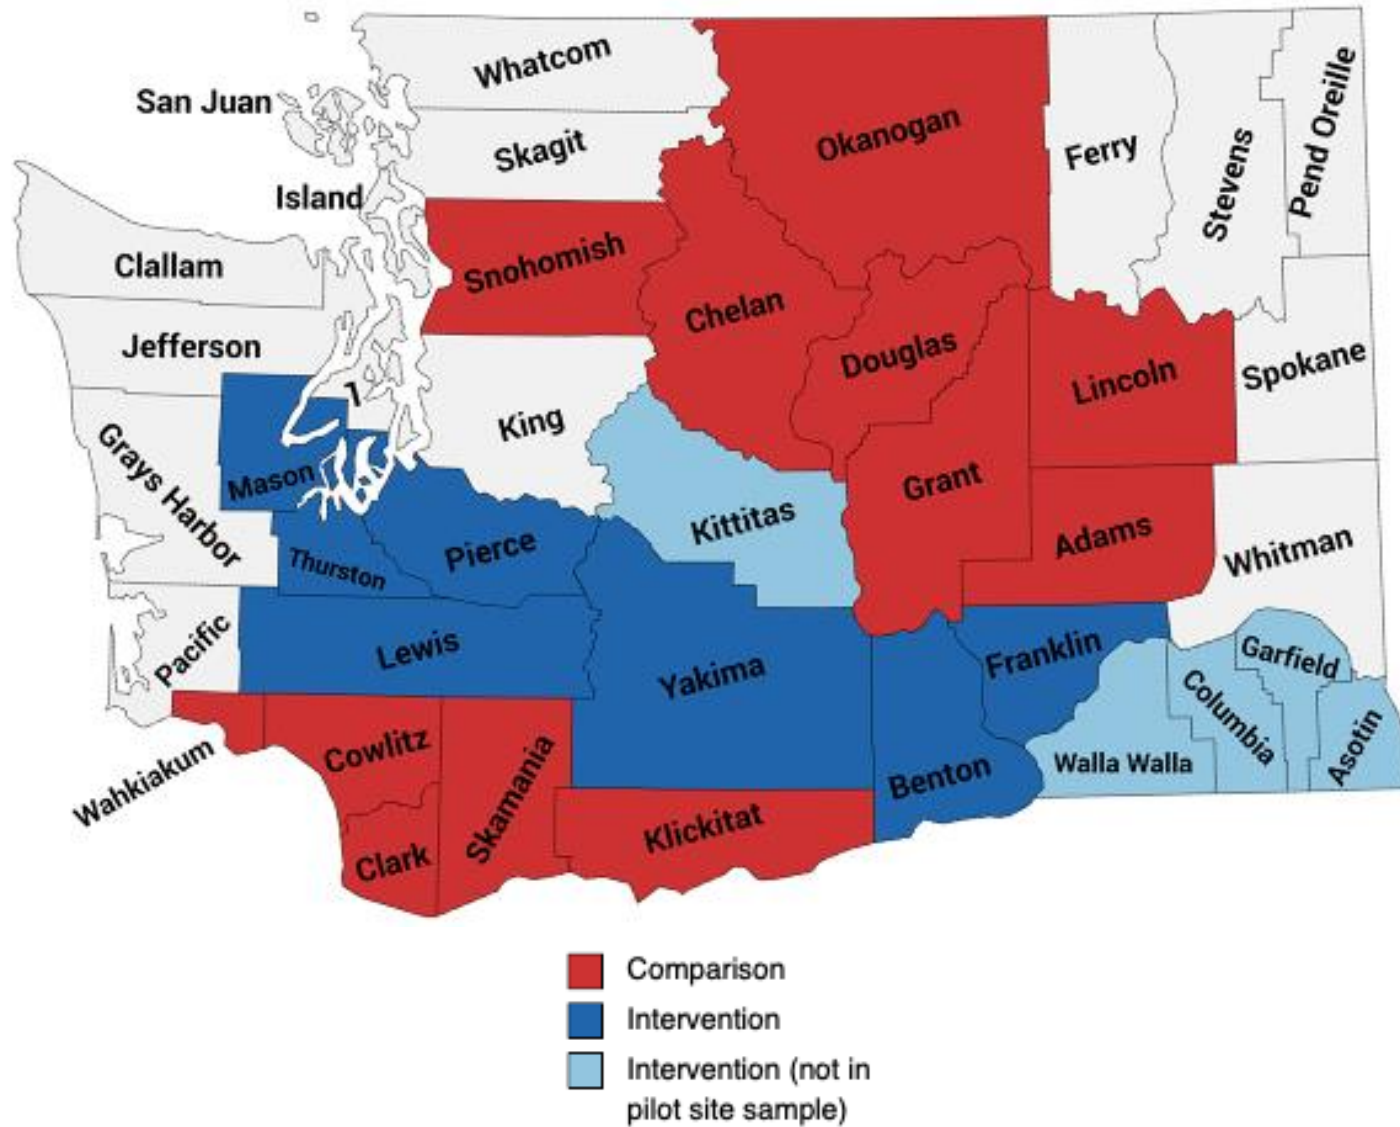 Whatcom
San Juan
Okanogan
Skagit
Ferry
Stevens
Pend Oreille
Island
Clallam
Snohomish
Chelan
Jefferson
Douglas
Lincoln
Spokane
1
King
Grays Harbor
Mason
Grant
Kittitas
Adams
Whitman
Thurston
Pierce
Pacific
Lewis
Yakima
Franklin
Garfield
Columbia
Asotin
Walla Walla
Wahkiakum
Cowlitz
Skamania
Benton
Klickitat
Clark
Comparison
Intervention
Intervention (not in
pilot site sample)